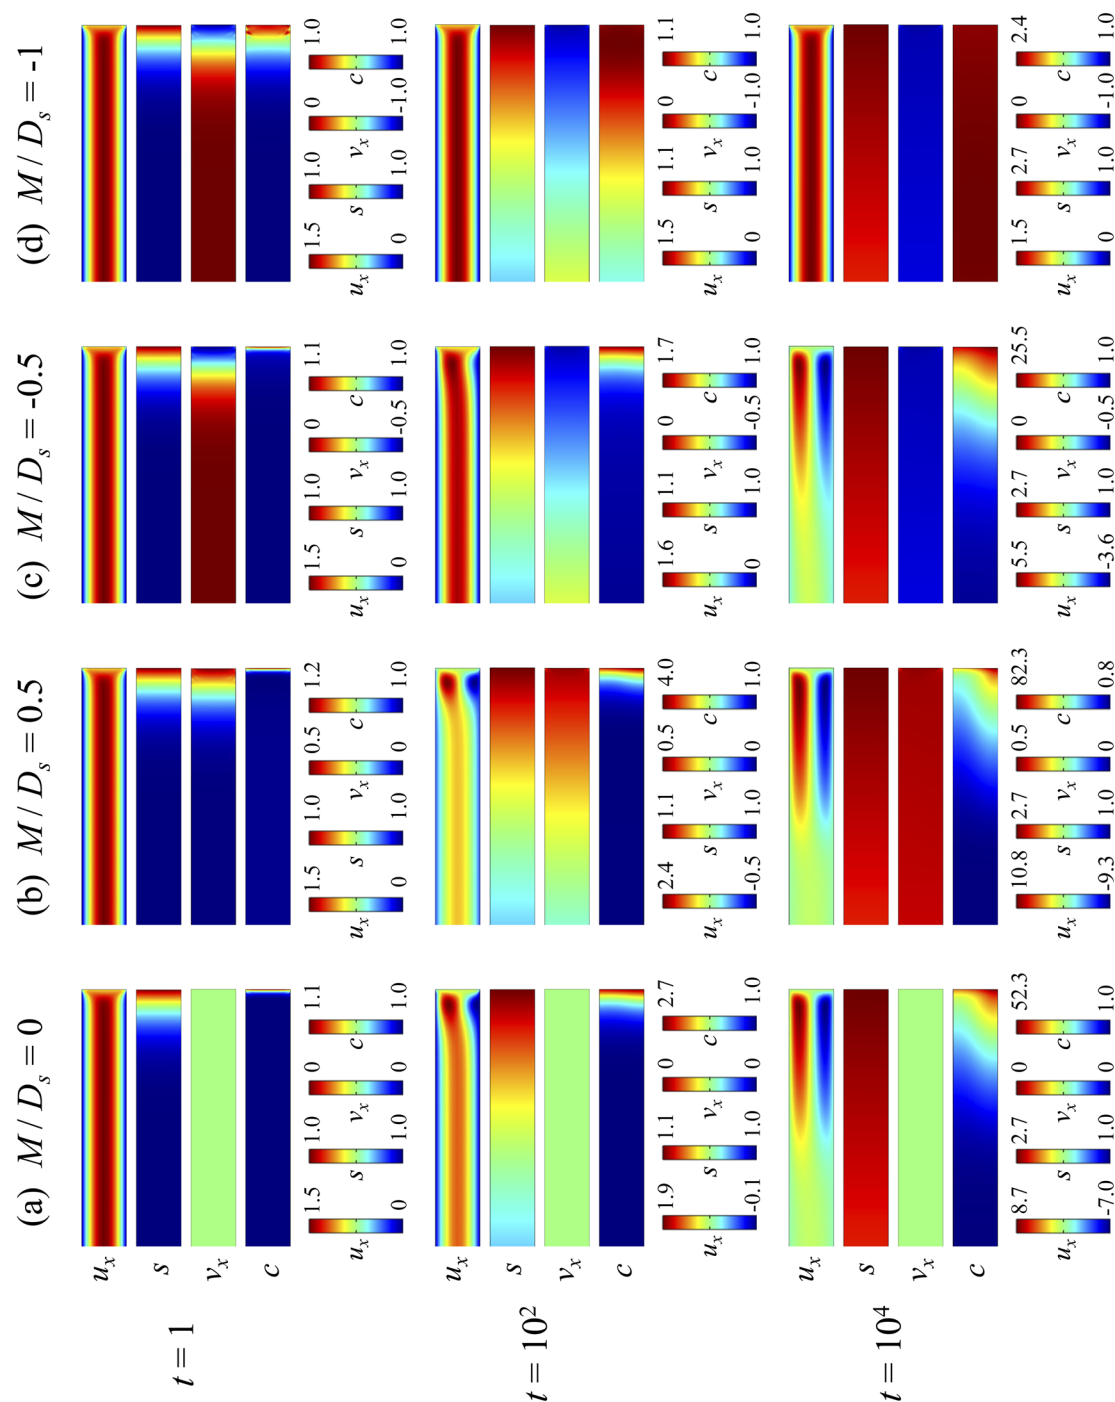 (a) M / D_s = 0 (b) M / D_s = 0.5 (c) M / D_s = -0.5 (d) M / D_s = -1
u_x
s
t = 1
v_x
c
1.5 1.0 0 1.1 1.5 1.0 0.5 1.2 1.5 1.0 0 1.1 1.5 1.0 0 1.0
u_x s v_x c u_x s v_x c u_x s v_x c u_x s v_x c
0 1.0 0 1.0 0 1.0 0 1.0 0 1.0 -0.5 1.0 0 1.0 -1.0 1.0
u_x
s
t = 10²
v_x
c
1.9 1.1 0 2.7 2.4 1.1 0.5 4.0 1.6 1.1 0 1.7 1.5 1.1 0 1.1
u_x s v_x c u_x s v_x c u_x s v_x c u_x s v_x c
-0.1 1.0 0 1.0 -0.5 1.0 0 1.0 0 1.0 -0.5 1.0 0 1.0 -1.0 1.0
u_x
s
t = 10⁴
v_x
c
8.7 2.7 0 52.3 10.8 2.7 0.5 82.3 5.5 2.7 0 25.5 1.5 2.7 0 2.4
u_x s v_x c u_x s v_x c u_x s v_x c u_x s v_x c
-7.0 1.0 0 1.0 -9.3 1.0 0 0.8 -3.6 1.0 -0.5 1.0 0 1.0 -1.0 1.0